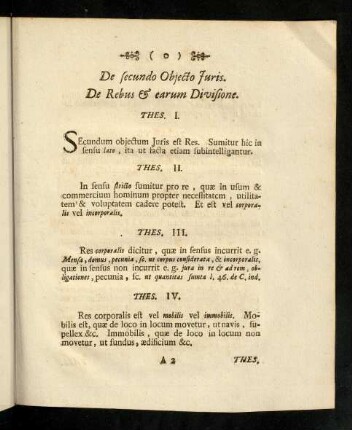 ( o )
De secundo Objecto Juris.
De Rebus & earum Divisione.
THES. I.
SEcundum objectum Juris est Res. Sumitur hic in
sensu lato, ita ut facta etiam subintelligantur.
THES. II.
In sensu stricto sumitur pro re, quæ in usum &
commercium hominum propter necessitatem, utilita-
tem & voluptatem cadere potest. Et est vel corpora-
lis vel incorporalis.
THES. III.
Res corporalis dicitur, quæ in sensus incurrit e. g.
Mensa, domus, pecunia, sc. ut corpus considerata, & incorporalis,
quæ in sensus non incurrit e. g. jura in re & ad rem, ob-
ligationes, pecunia, sc. ut quantitas sumta l. 46. de C. ind.
THES. IV.
Res corporalis est vel mobilis vel immobilis. Mo-
bilis est, quæ de loco in locum movetur, ut navis, su-
pellex &c. Immobilis, quæ de loco in locum non
movetur, ut fundus, ædificium &c.
A 2 THES.